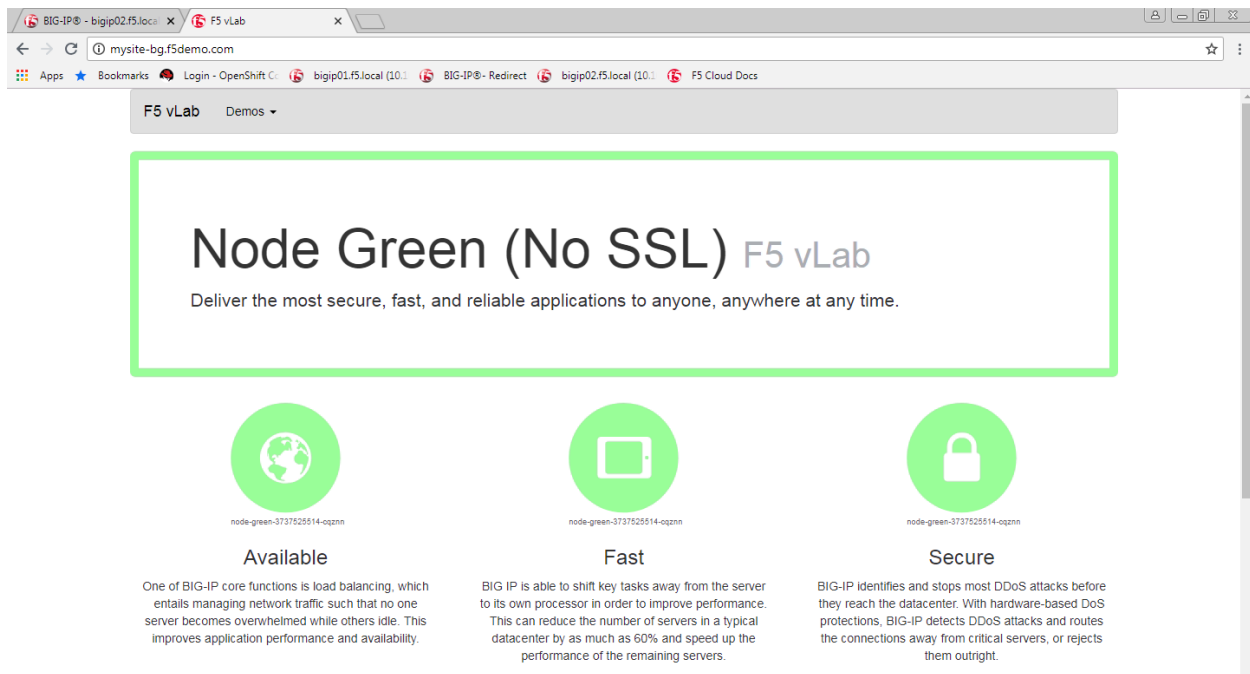 BIG-IP® - bigip02.f5.loca
F5 vLab
mysite-bg.f5demo.com
Apps
Bookmarks
Login - OpenShift C
bigip01.f5.local (10.1
BIG-IP®- Redirect
bigip02.f5.local (10.1
F5 Cloud Docs
F5 vLab
Demos
Node Green (No SSL) F5 vLab
Deliver the most secure, fast, and reliable applications to anyone, anywhere at any time.
node-green-3737525514-cqznn
node-green-3737525514-cqznn
node-green-3737525514-cqznn
Available
One of BIG-IP core functions is load balancing, which
entails managing network traffic such that no one
server becomes overwhelmed while others idle. This
improves application performance and availability.
Fast
BIG IP is able to shift key tasks away from the server
to its own processor in order to improve performance.
This can reduce the number of servers in a typical
datacenter by as much as 60% and speed up the
performance of the remaining servers.
Secure
BIG-IP identifies and stops most DDoS attacks before
they reach the datacenter. With hardware-based DoS
protections, BIG-IP detects DDoS attacks and routes
the connections away from critical servers, or rejects
them outright.